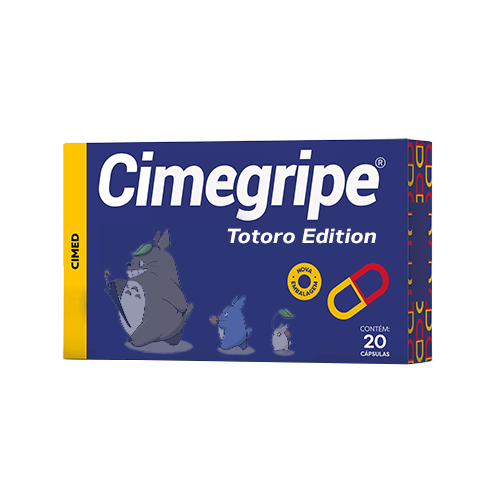 Cimegripe®
Totoro Edition
CIMED
NOVA
EMBALAGEM
CONTÉM:
20
CÁPSULAS